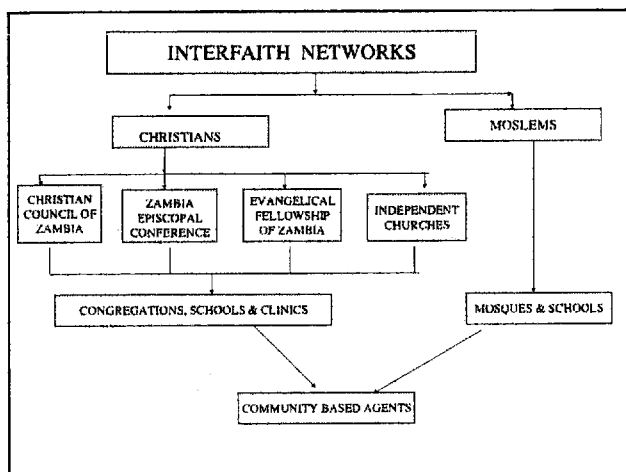 INTERFAITH NETWORKS
CHRISTIANS
MOSLEMS
CHRISTIAN
COUNCIL OF
ZAMBIA
ZAMBIA
EPISCOPAL
CONFERENCE
EVANGELICAL
FELLOWSHIP
OF ZAMBIA
INDEPENDENT
CHURCHES
CONGREGATIONS, SCHOOLS & CLINICS
MOSQUES & SCHOOLS
COMMUNITY BASED AGENTS